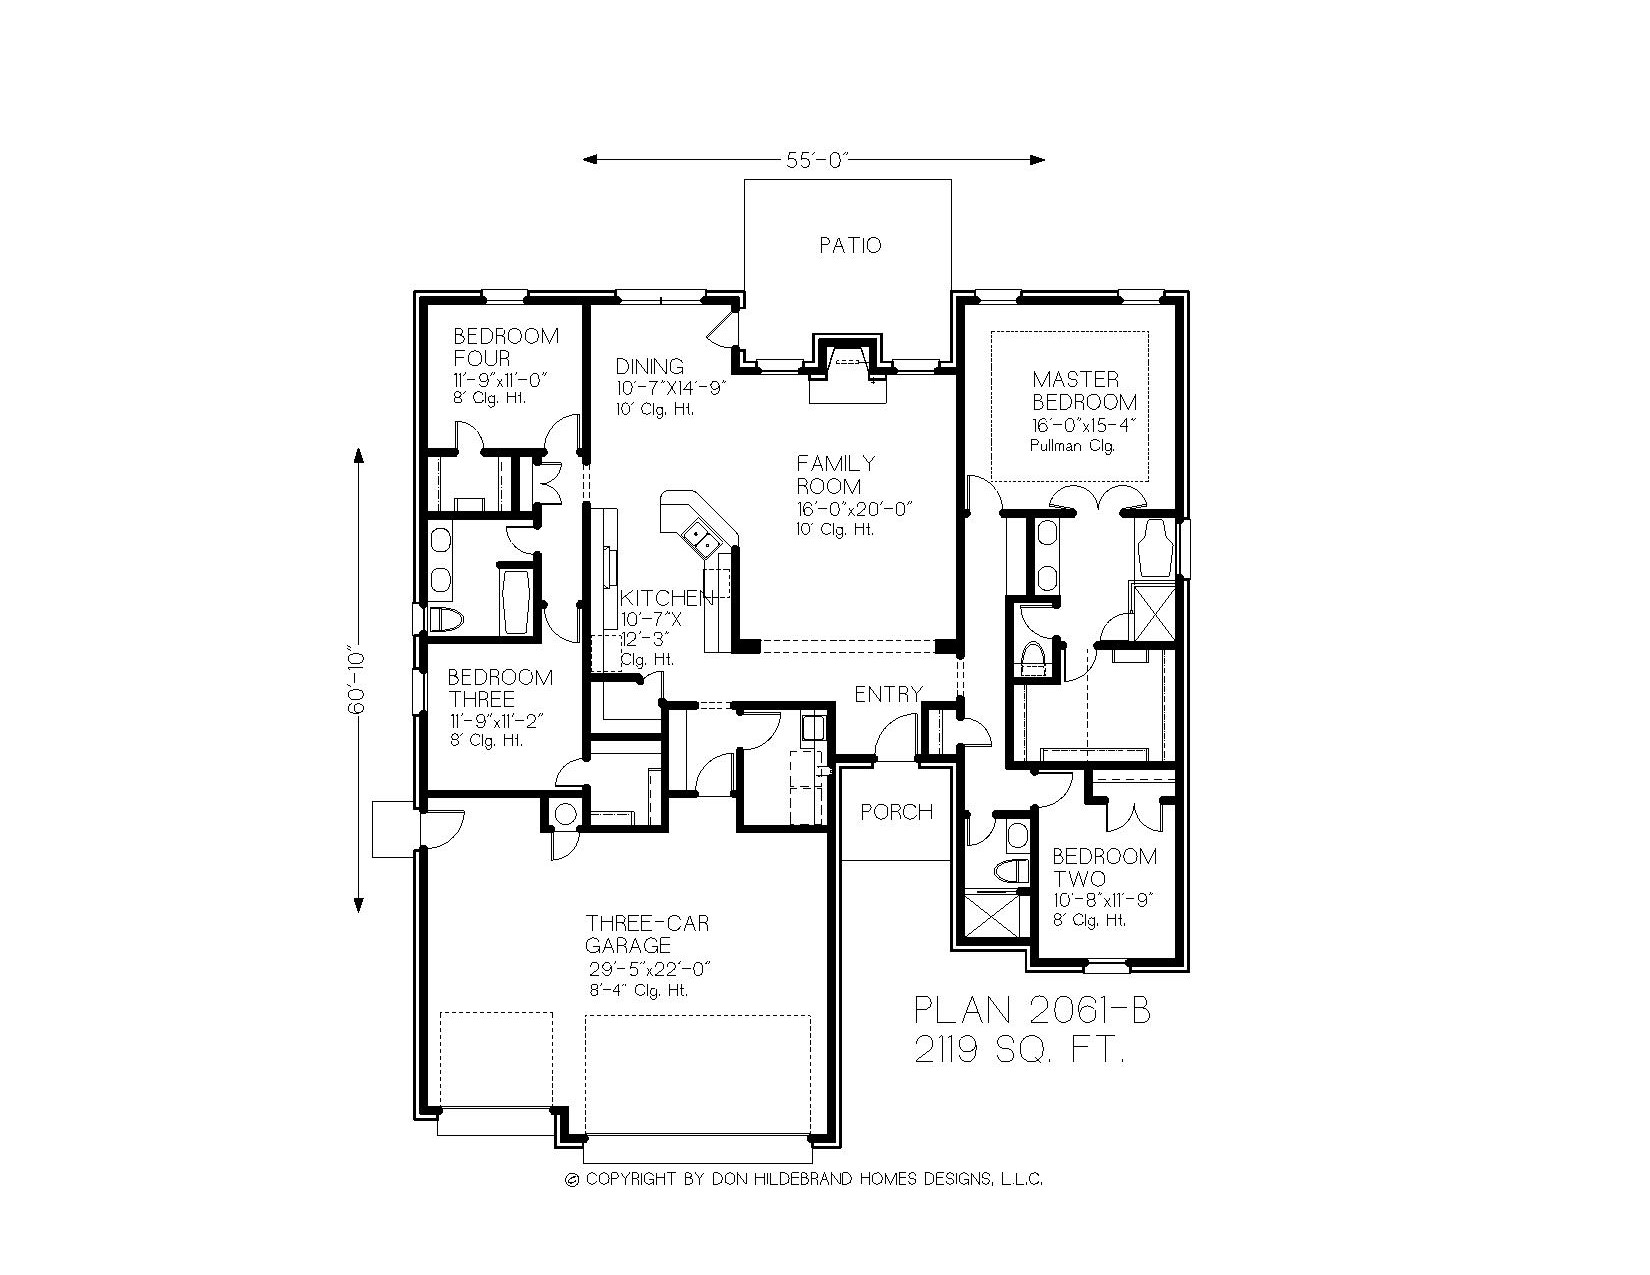 55'-0"
PATIO
BEDROOM
FOUR
11'-9"x11'-0"
8' Clg. Ht.
DINING
10'-7"X14'-9"
10' Clg. Ht.
MASTER
BEDROOM
16'-0"x15-4"
Pullman Clg.
FAMILY
ROOM
16'-0"x20'-0"
10' Clg. Ht.
KITCHEN
10'-7"X
12'-3"
Clg. Ht.
60'-10"
BEDROOM
THREE
11'-9"x11'-2"
8' Clg. Ht.
ENTRY
PORCH
BEDROOM
TWO
10'-8"x11'-9"
8' Clg. Ht.
THREE-CAR
GARAGE
29'-5"x22'-0"
8'-4" Clg. Ht.
PLAN 2061-B
2119 SQ. FT.
© COPYRIGHT BY DON HILDEBRAND HOMES DESIGNS, L.L.C.